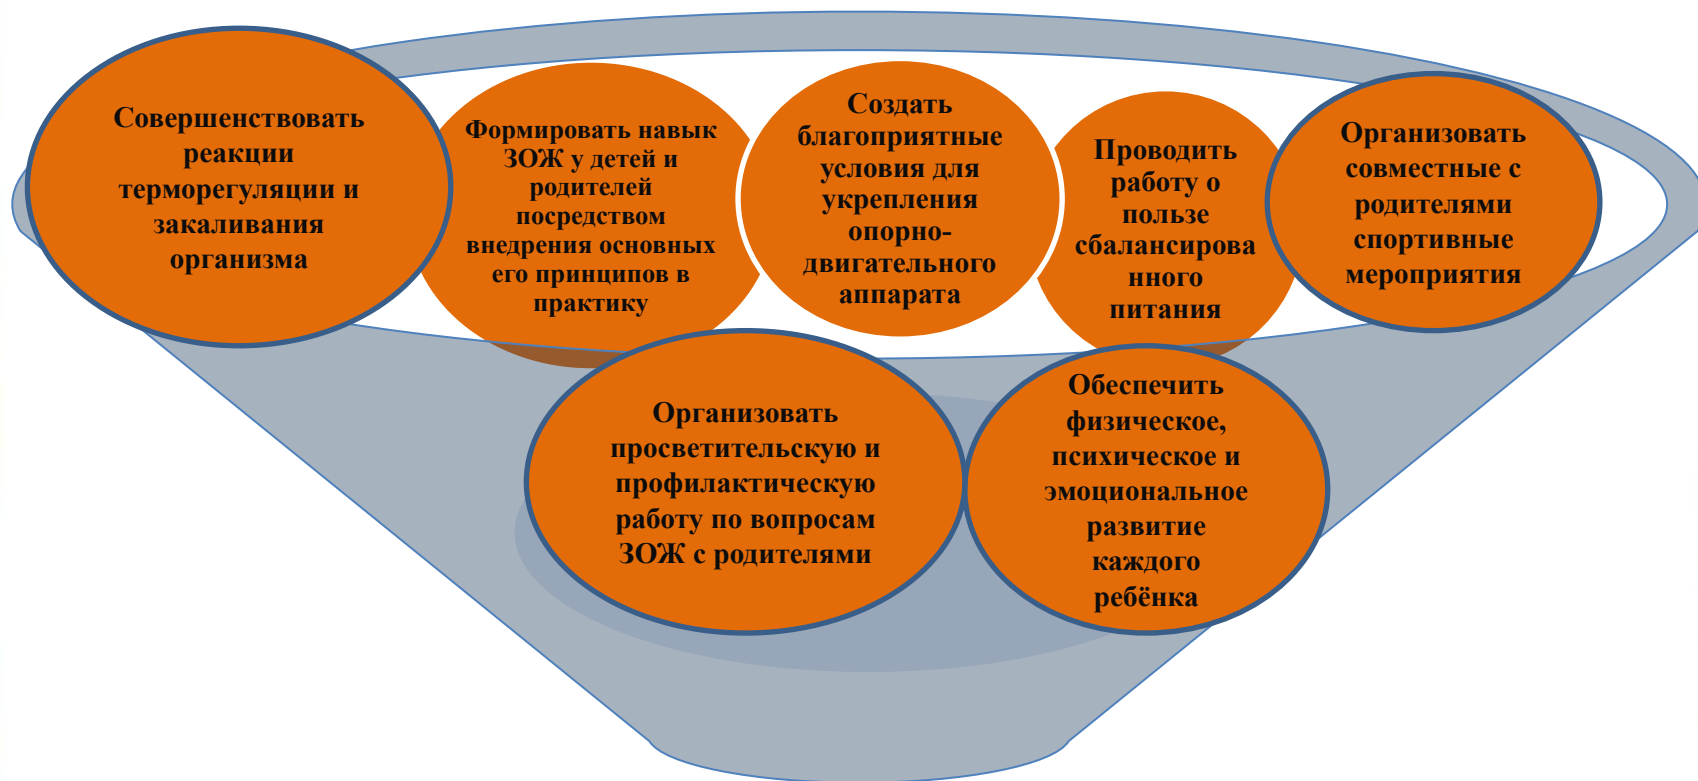 Совершенствовать
реакции
терморегуляции и
закаливания
организма
Формировать навык
ЗОЖ у детей и
родителей
посредством
внедрения основных
его принципов в
практику
Создать
благоприятные
условия для
укрепления
опорно-
двигательного
аппарата
Проводить
работу о
пользе
сбалансирова
нного
питания
Организовать
совместные с
родителями
спортивные
мероприятия
Организовать
просветительскую и
профилактическую
работу по вопросам
ЗОЖ с родителями
Обеспечить
физическое,
психическое и
эмоциональное
развитие
каждого
ребёнка